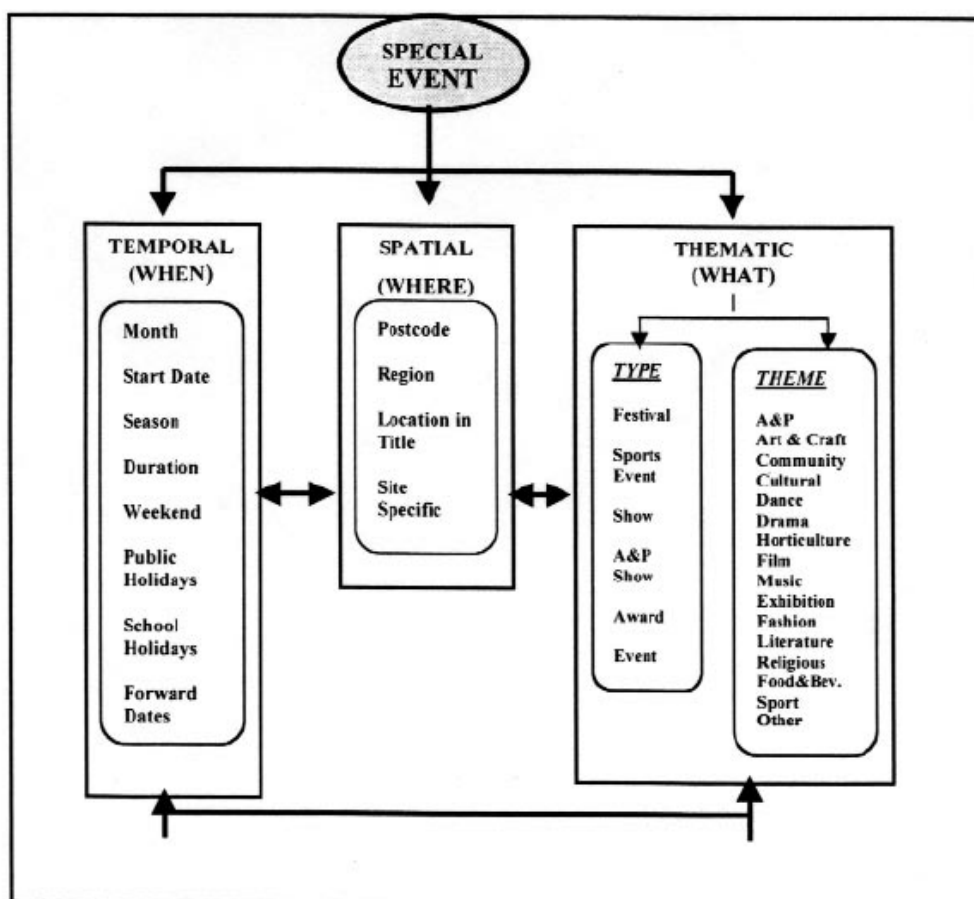 SPECIAL
EVENT
TEMPORAL
(WHEN)
Month
Start Date
Season
Duration
Weekend
Public
Holidays
School
Holidays
Forward
Dates
SPATIAL
(WHERE)
Postcode
Region
Location in
Title
Site
Specific
THEMATIC
(WHAT)
TYPE
Festival
Sports
Event
Show
A&P
Show
Award
Event
THEME
A&P
Art & Craft
Community
Cultural
Dance
Drama
Horticulture
Film
Music
Exhibition
Fashion
Literature
Religious
Food&Bev.
Sport
Other